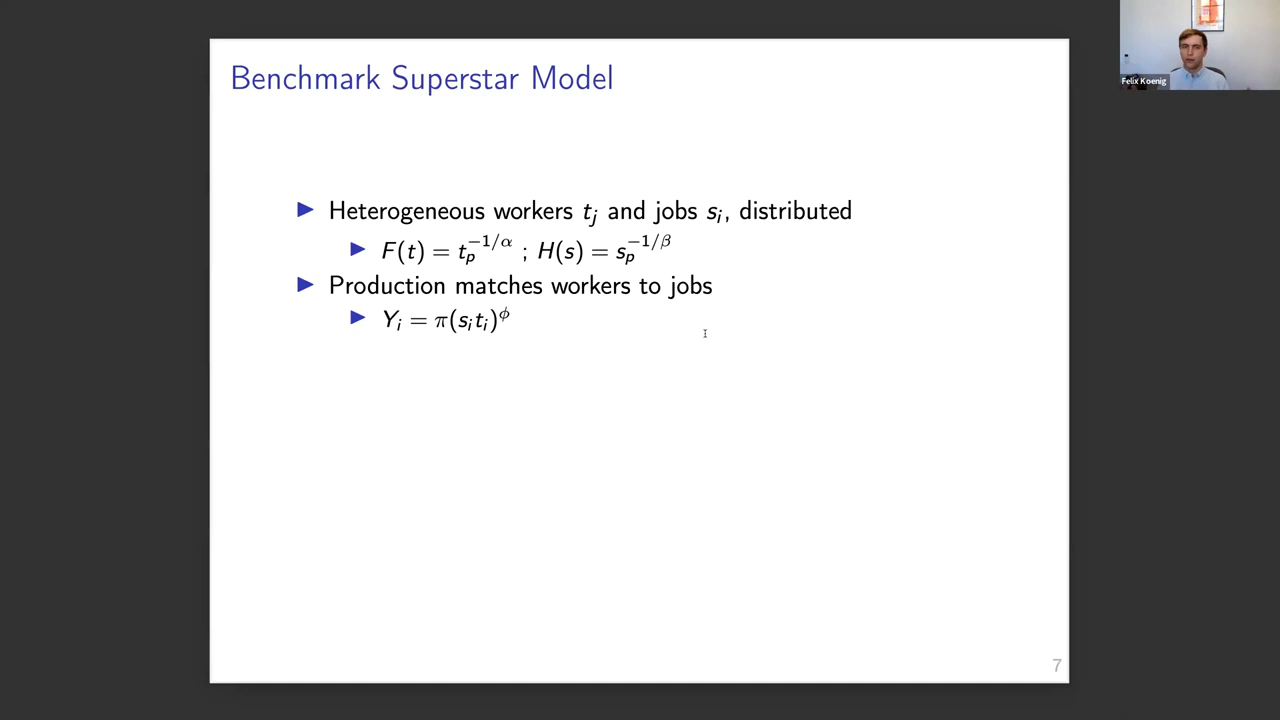 Benchmark Superstar Model
Felix Koenig
▶ Heterogeneous workers t_j and jobs s_i, distributed
▶ F(t) = t_p^{-1/α} ; H(s) = s_p^{-1/β}
▶ Production matches workers to jobs
▶ Y_i = π(s_i t_i)^ϕ
7